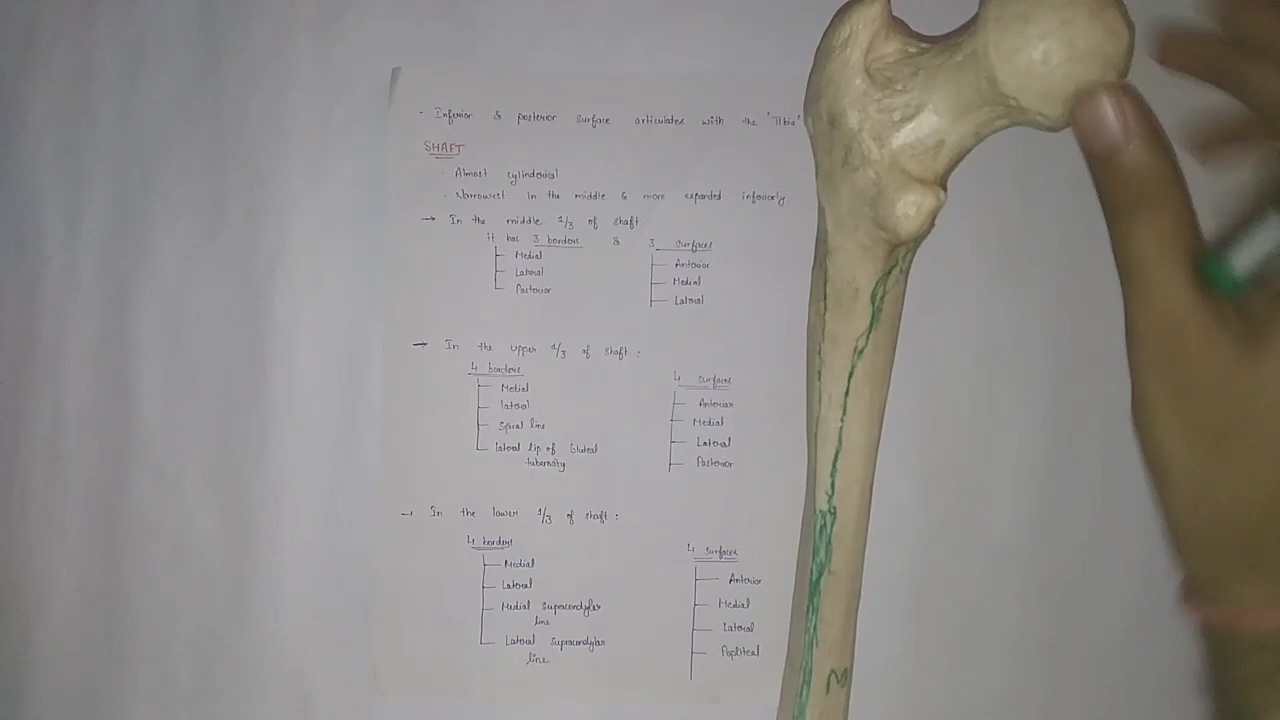 - Inferior & posterior surface articulates with the "Tibia"
SHAFT
- Almost cylinderical
- Narrowest in the middle & more expanded inferiorly
→ In the middle 1/3 of shaft
it has 3 borders & 3 surfaces
Medial
Lateral
Posterior
Anterior
Medial
Lateral
→ In the upper 1/3 of shaft :
4 borders
Medial
lateral
Spiral line
lateral lip of Gluteal
tuberosity
4 surfaces
Anterior
Medial
Lateral
Posterior
→ In the lower 1/3 of shaft :
4 borders
Medial
Lateral
Medial Supracondylar
line
Lateral Supracondylar
line
4 surfaces
Anterior
Medial
Lateral
Popliteal